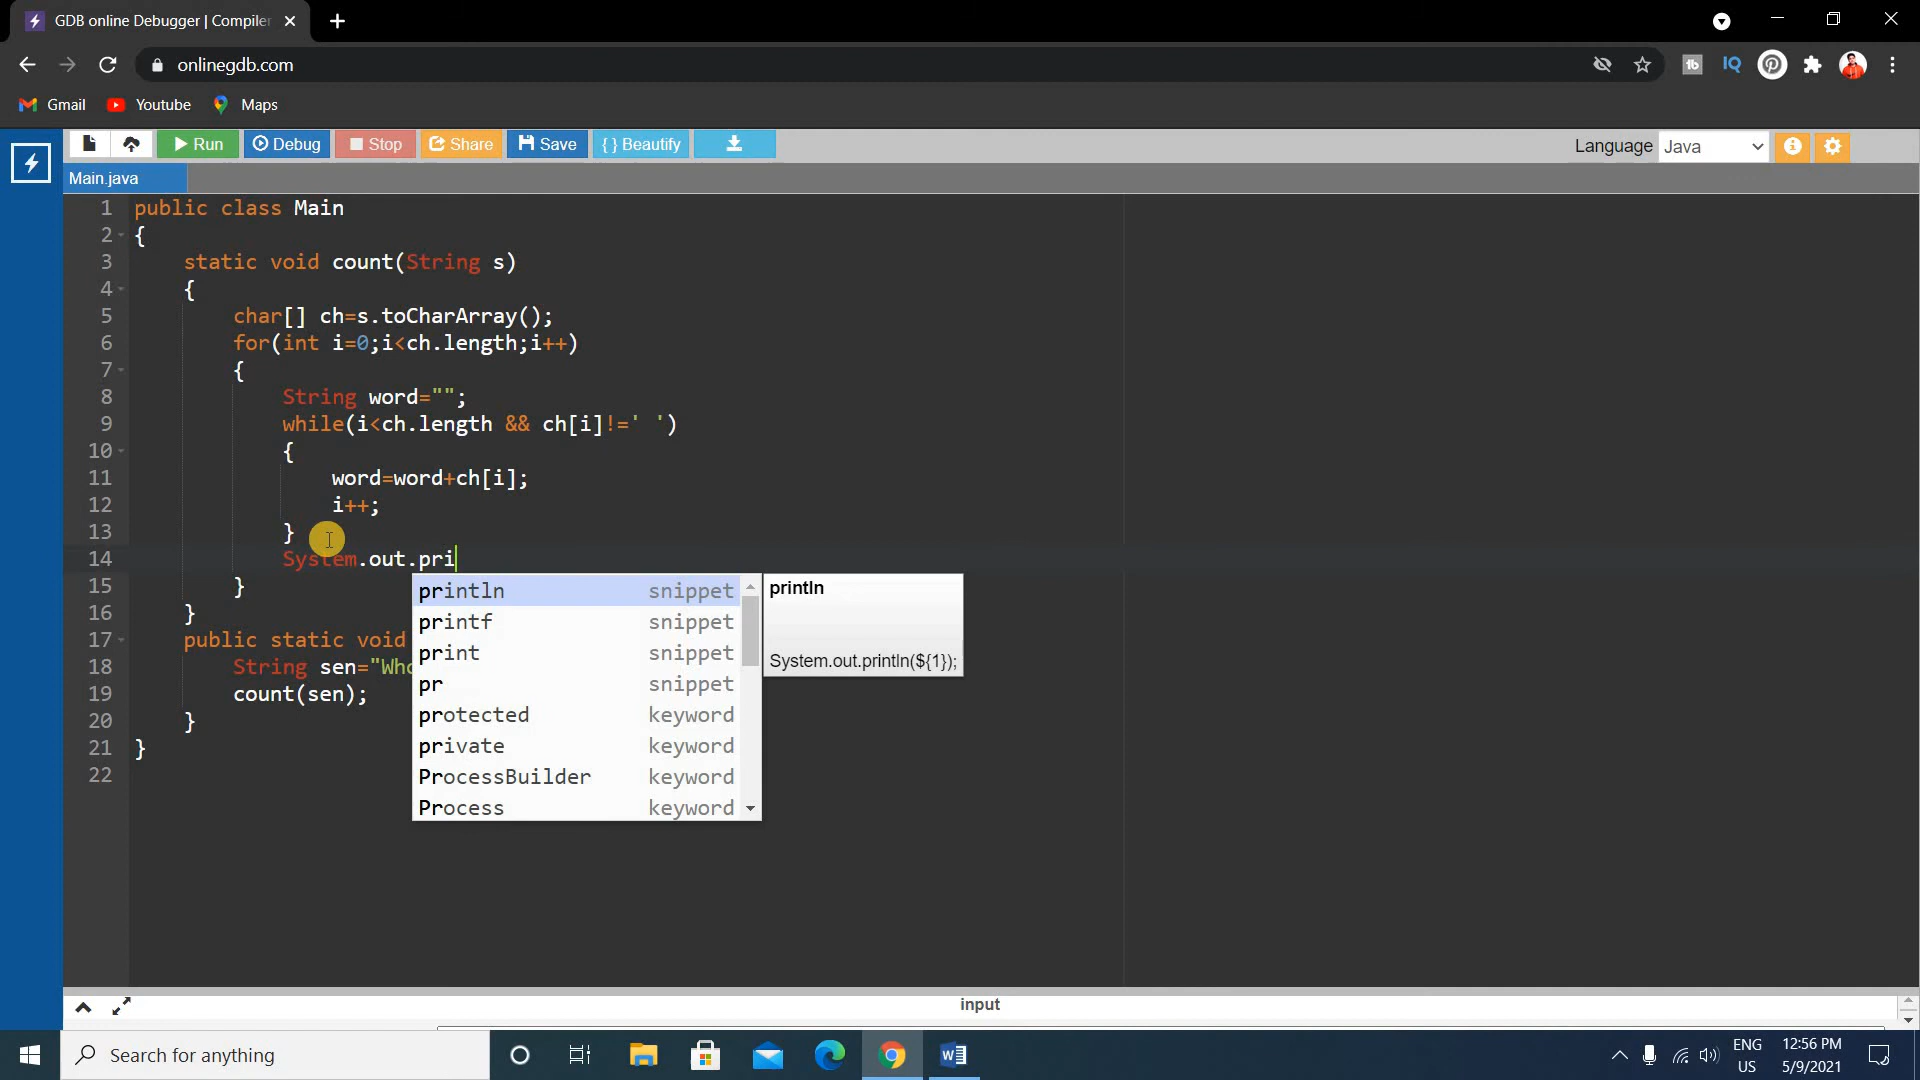 GDB online Debugger | Compiler
onlinegdb.com
Gmail Youtube Maps
Run Debug Stop Share Save { } Beautify
Language Java
Main.java
1 public class Main
2 {
3 static void count(String s)
4 {
5 char[] ch=s.toCharArray();
6 for(int i=0;i<ch.length;i++)
7 {
8 String word="";
9 while(i<ch.length && ch[i]!=' ')
10 {
11 word=word+ch[i];
12 i++;
13 }
14 System.out.pri
15 }
16 }
17 public static void
18 String sen="Who
19 count(sen);
20 }
21 }
22
println snippet
printf snippet
print snippet
pr snippet
protected keyword
private keyword
ProcessBuilder keyword
Process keyword
println
System.out.println(${1});
input
Search for anything
ENG
US
12:56 PM
5/9/2021